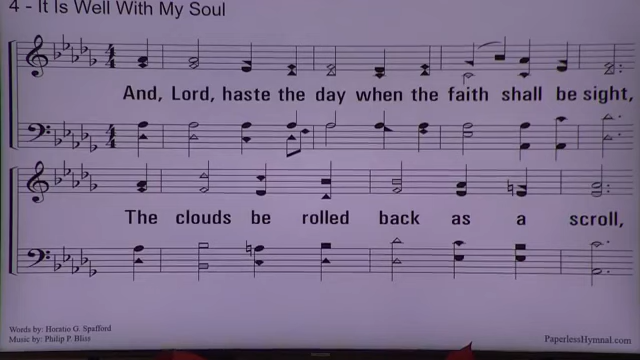 4 - It Is Well With My Soul
And, Lord, haste the day when the faith shall be sight,
The clouds be rolled back as a scroll,
Words by: Horatio G. Spafford
Music by: Philip P. Bliss
PaperlessHymnal.com